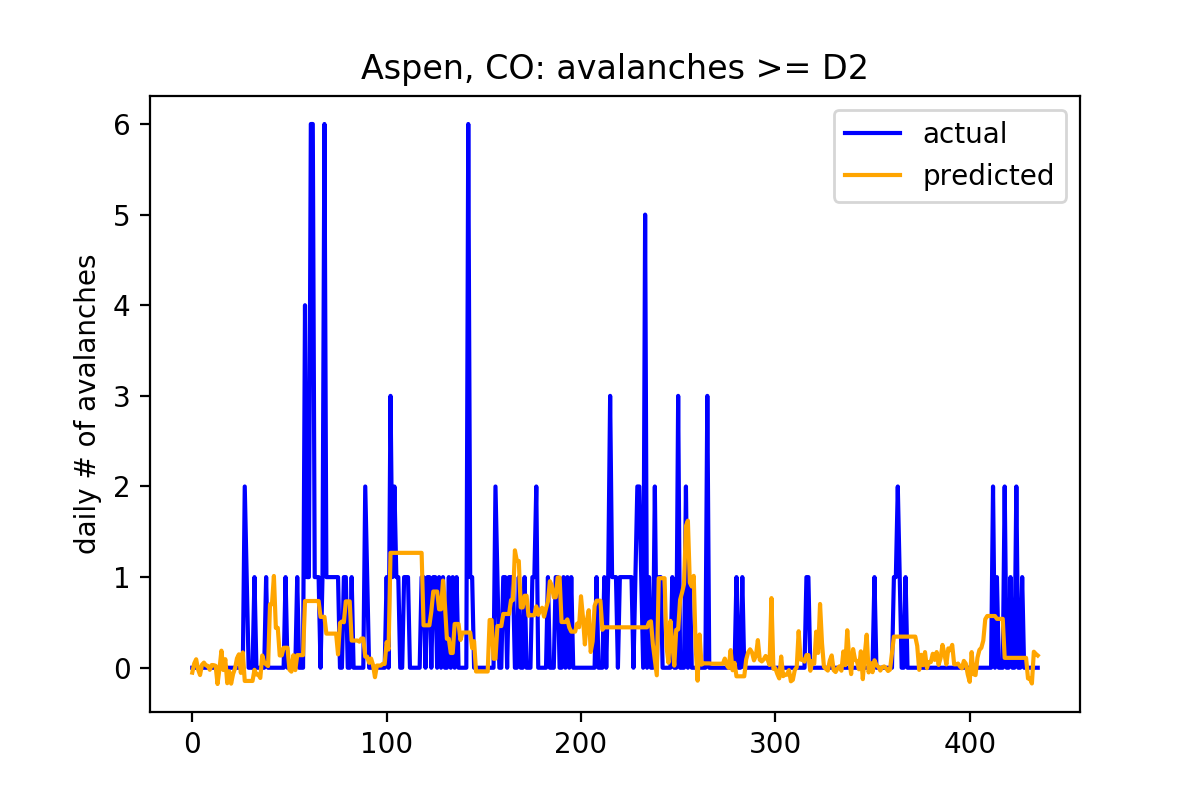 Aspen, CO: avalanches >= D2
actual
predicted
daily # of avalanches
6
5
4
3
2
1
0
0 100 200 300 400